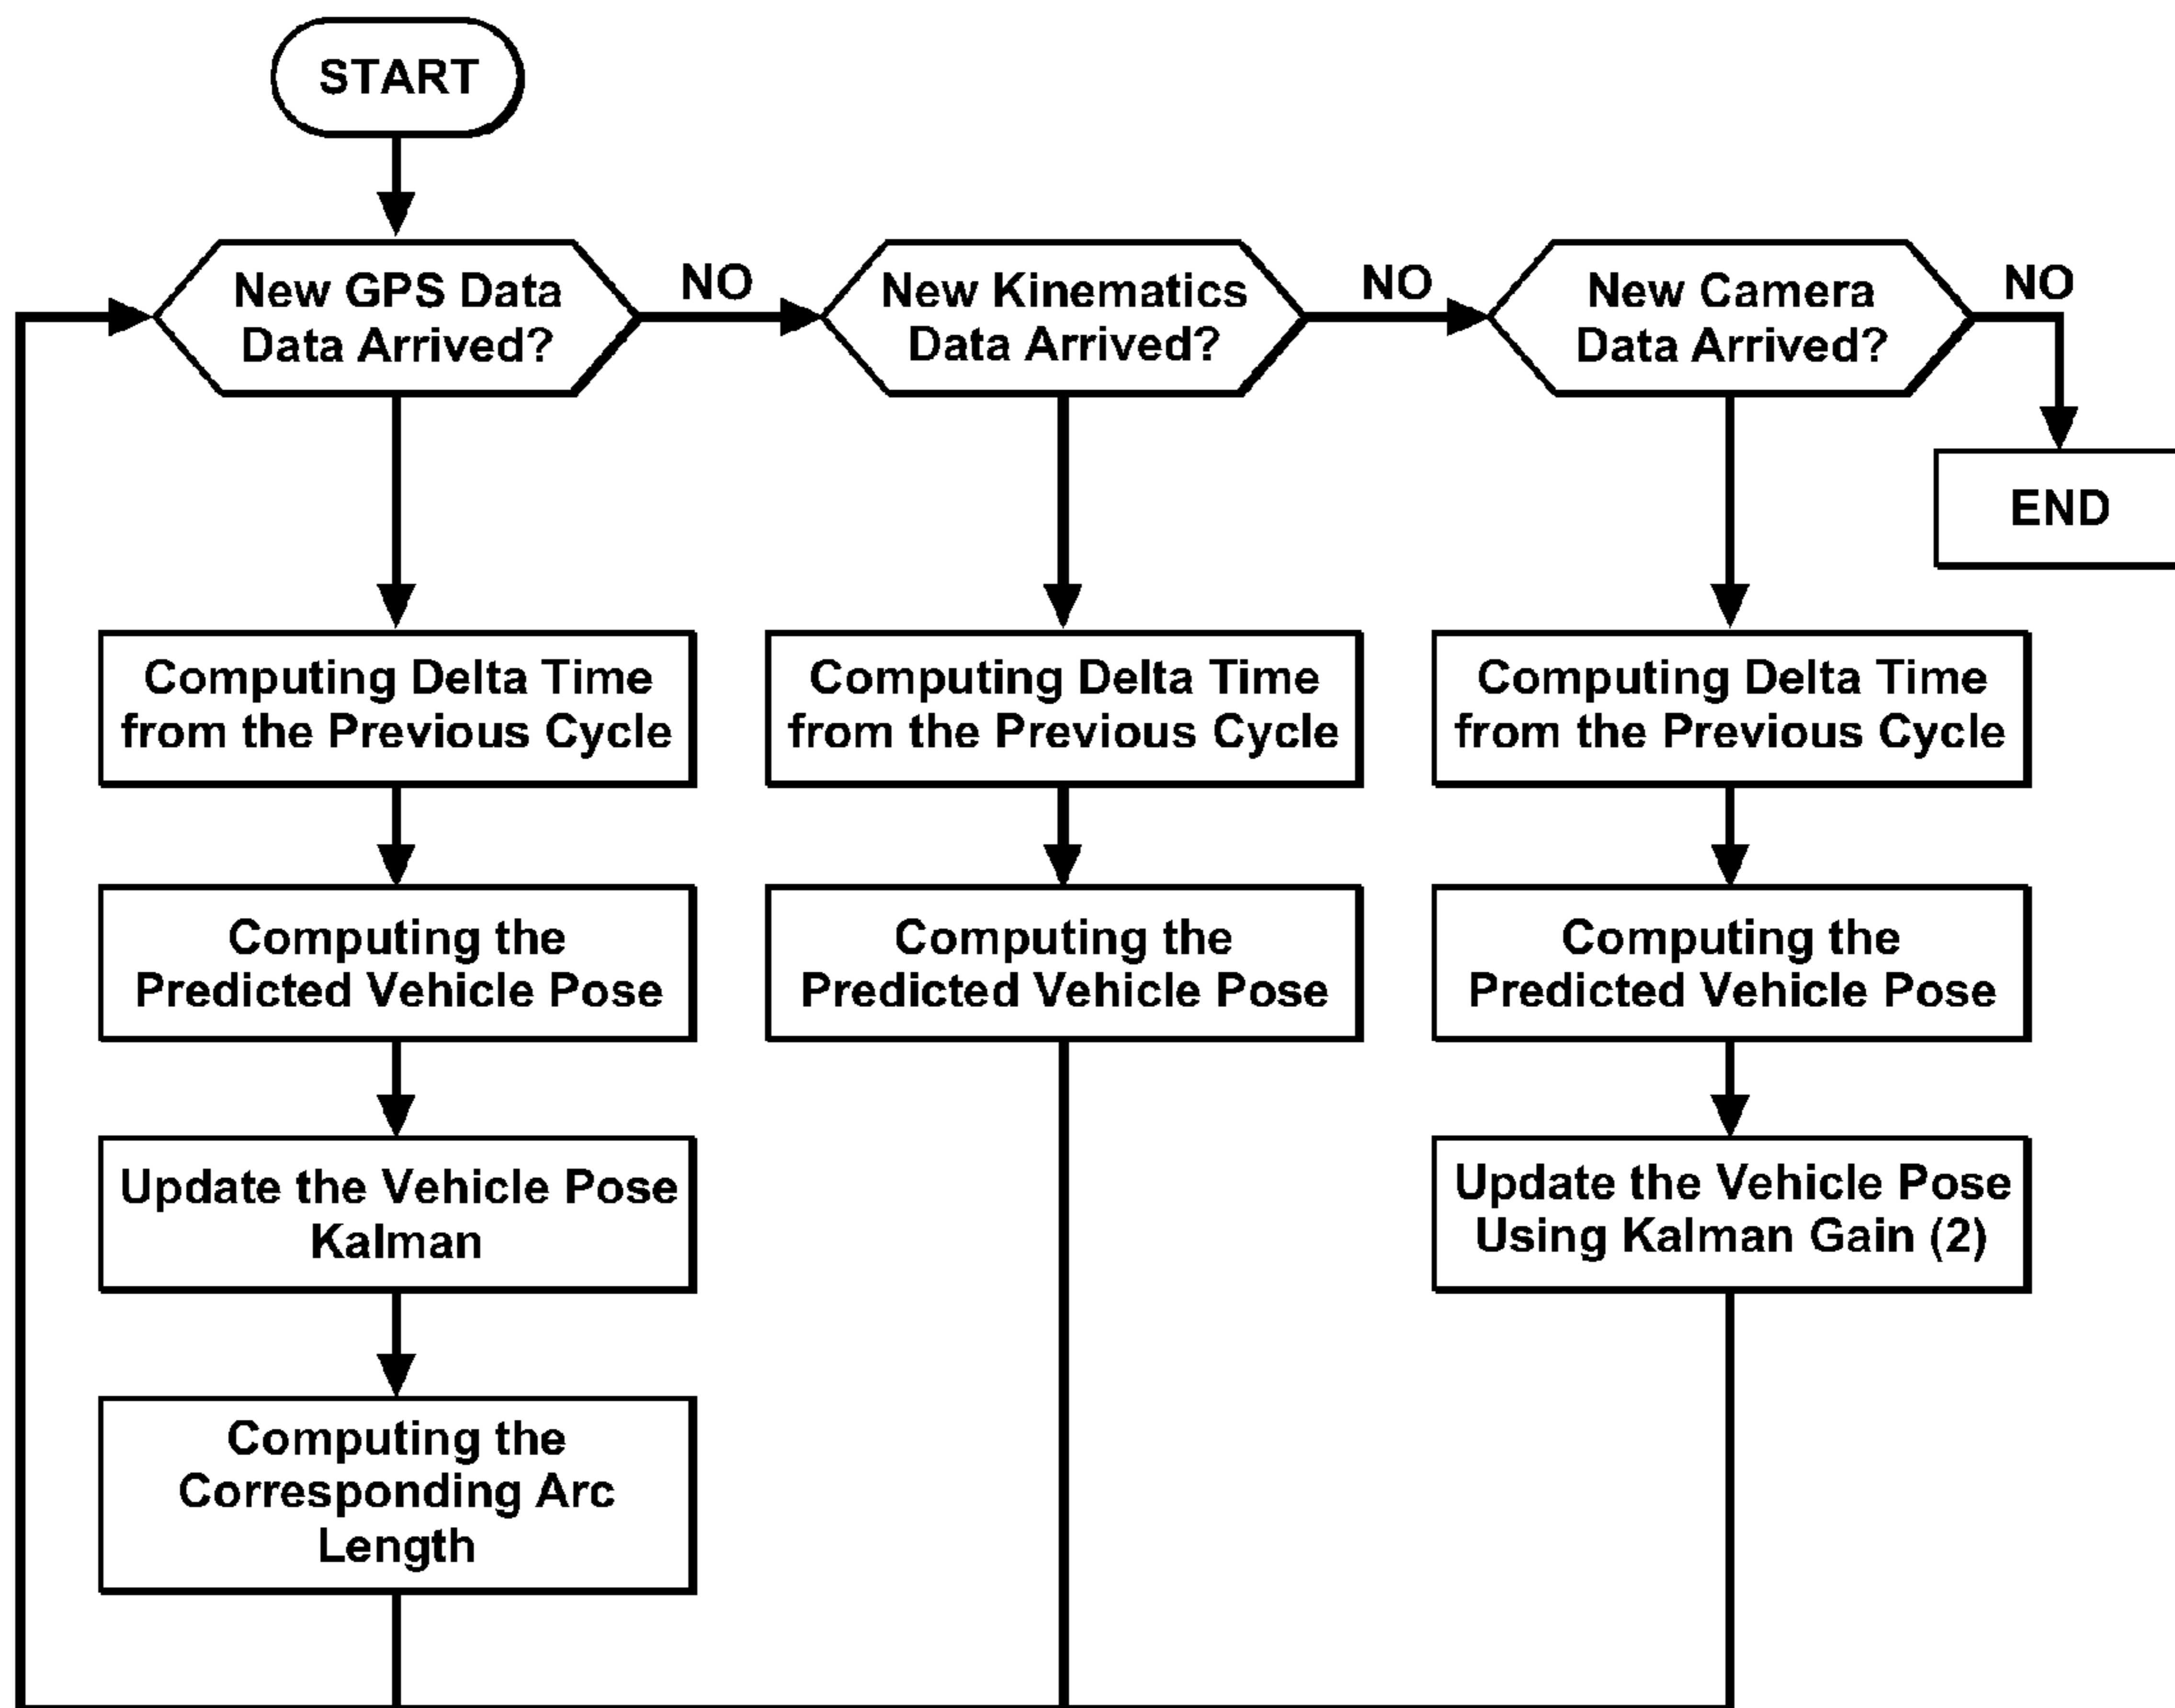 START
New GPS Data
Data Arrived?
NO
New Kinematics
Data Arrived?
NO
New Camera
Data Arrived?
NO
END
Computing Delta Time
from the Previous Cycle
Computing Delta Time
from the Previous Cycle
Computing Delta Time
from the Previous Cycle
Computing the
Predicted Vehicle Pose
Computing the
Predicted Vehicle Pose
Computing the
Predicted Vehicle Pose
Update the Vehicle Pose
Kalman
Update the Vehicle Pose
Using Kalman Gain (2)
Computing the
Corresponding Arc
Length